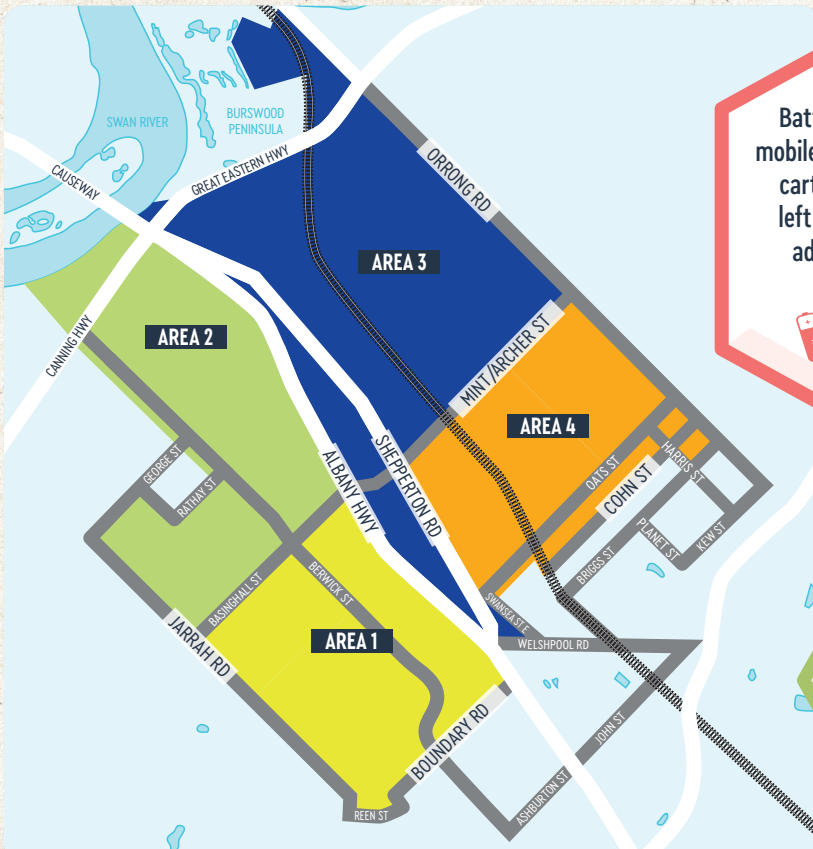 SWAN RIVER
BURSWOOD
PENINSULA
CAUSEWAY
GREAT EASTERN HWY
ORRONG RD
AREA 3
CANNING HWY
AREA 2
MINT/ARCHER ST
AREA 4
GEORGE ST
RATHAY ST
ALBANY HWY
SHEPPERTON RD
OATS ST
HARRIS ST
COHN ST
PLANET ST
KEW ST
BRIGGS ST
BASINGHALL ST
BERWICK ST
SWANSEA ST E
WELSHPOOL RD
JARRAH RD
AREA 1
BOUNDARY RD
JOHN ST
ASHBURTON ST
REEN ST
mobile
left